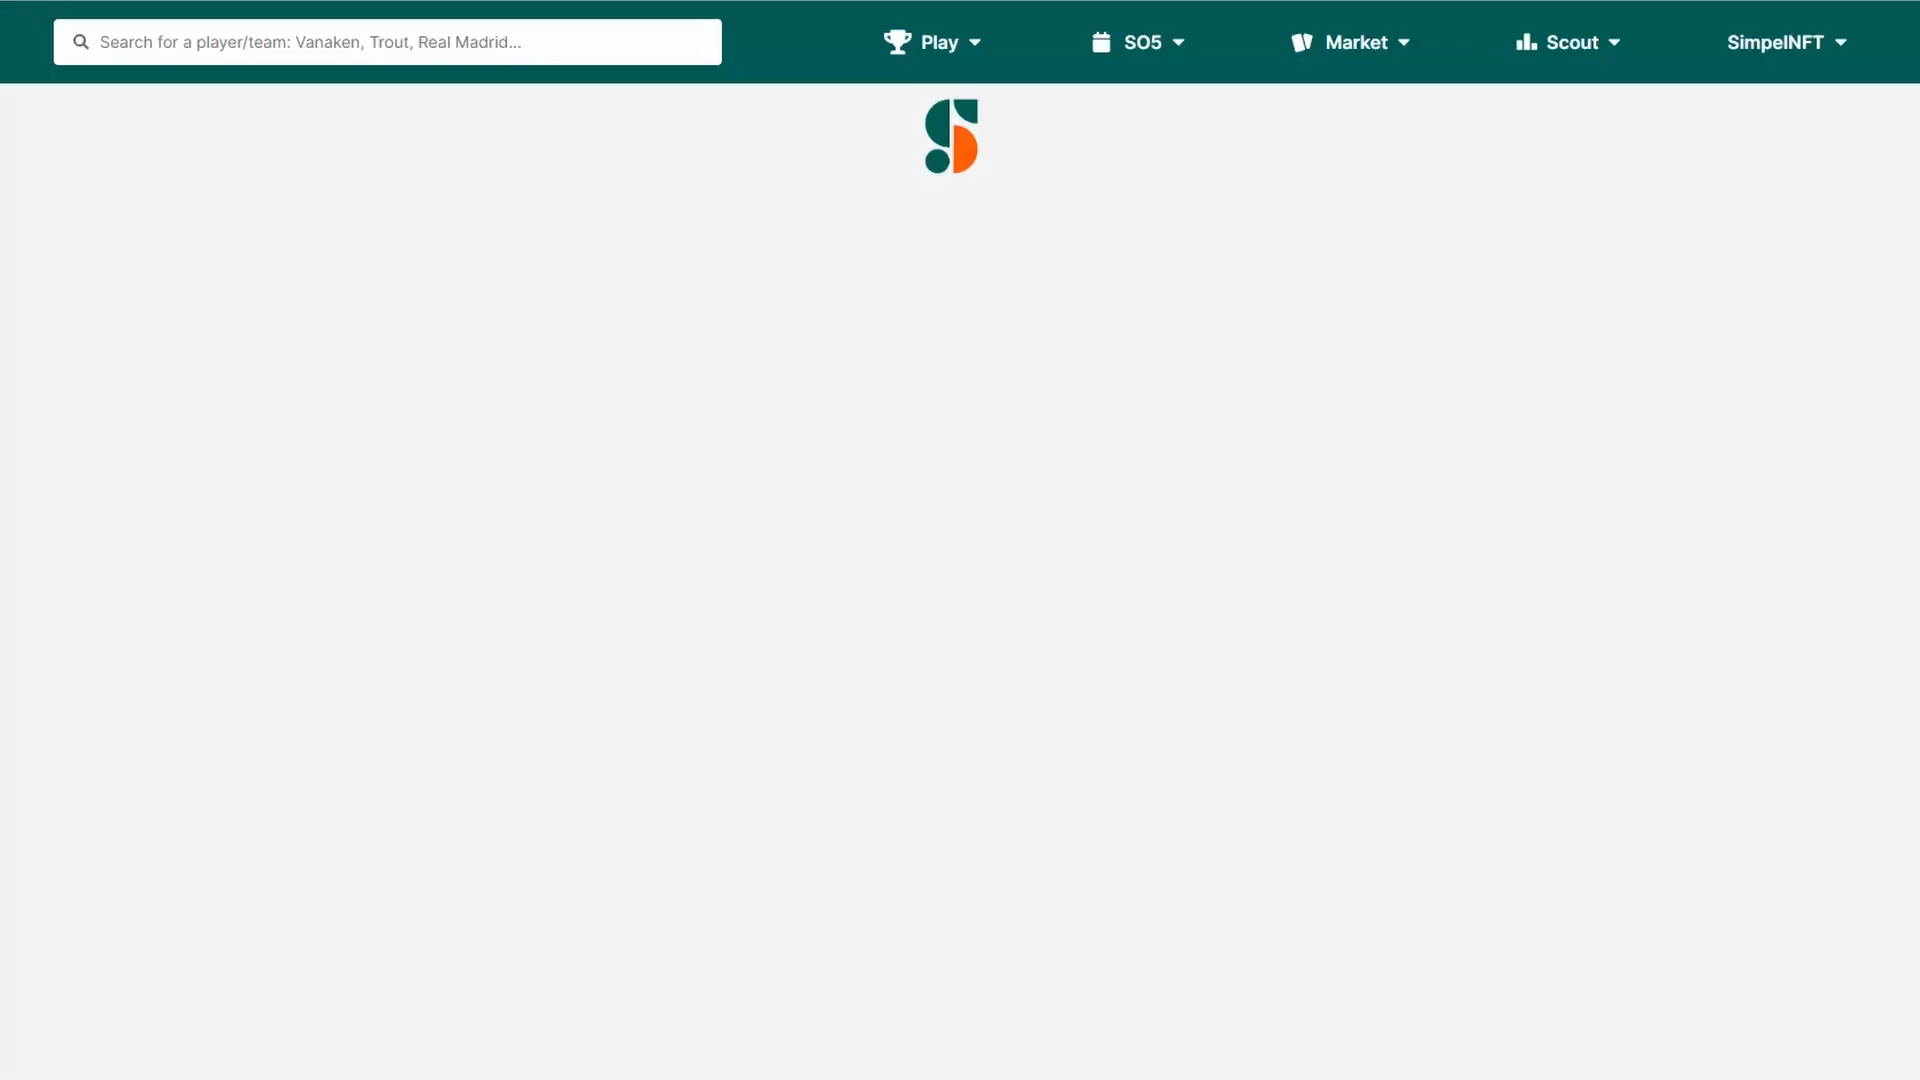 Search for a player/team: Vanaken, Trout, Real Madrid...
Play
SO5
Market
Scout
SimpelNFT